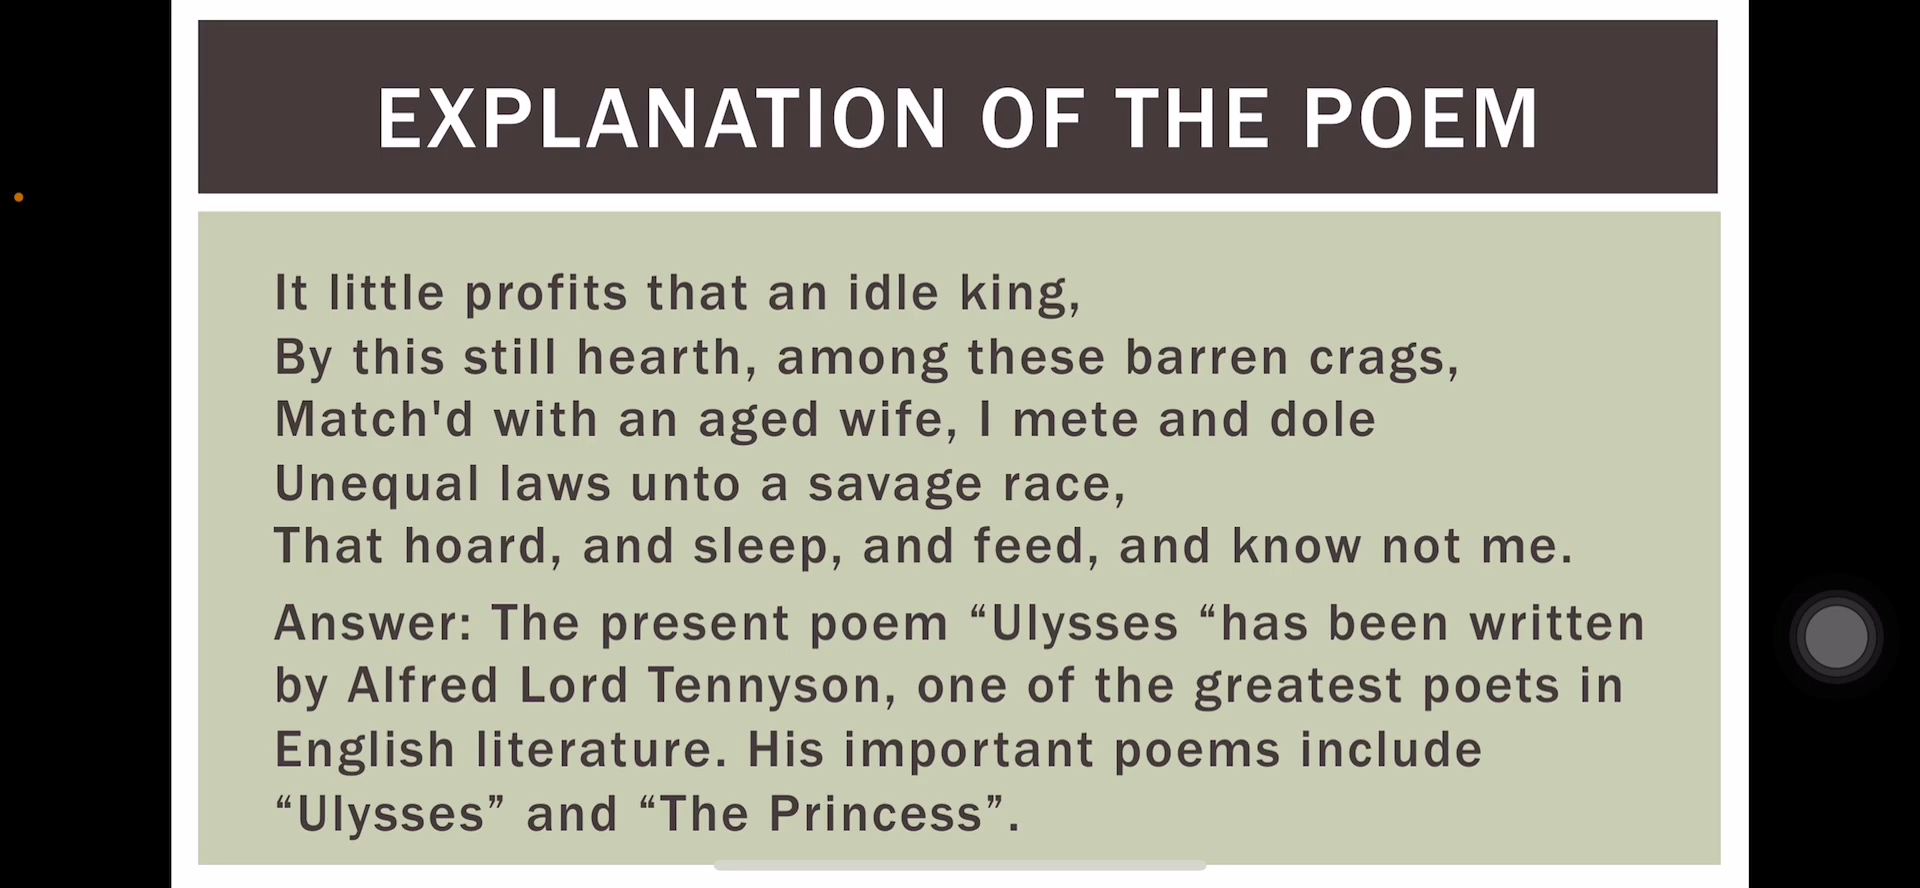 EXPLANATION OF THE POEM
It little profits that an idle king,
By this still hearth, among these barren crags,
Match'd with an aged wife, I mete and dole
Unequal laws unto a savage race,
That hoard, and sleep, and feed, and know not me.
Answer: The present poem “Ulysses “has been written
by Alfred Lord Tennyson, one of the greatest poets in
English literature. His important poems include
“Ulysses” and “The Princess”.